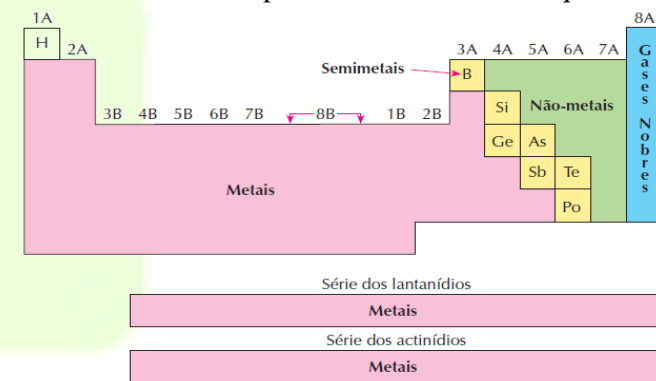 1A
8A
H
2A
3A 4A 5A 6A 7A
Semimetais
B
Gases Nobres
3B 4B 5B 6B 7B 8B 1B 2B
Si
Não-metais
Ge As
Metais
Sb Te
Po
Série dos lantanídios
Metais
Série dos actinídios
Metais